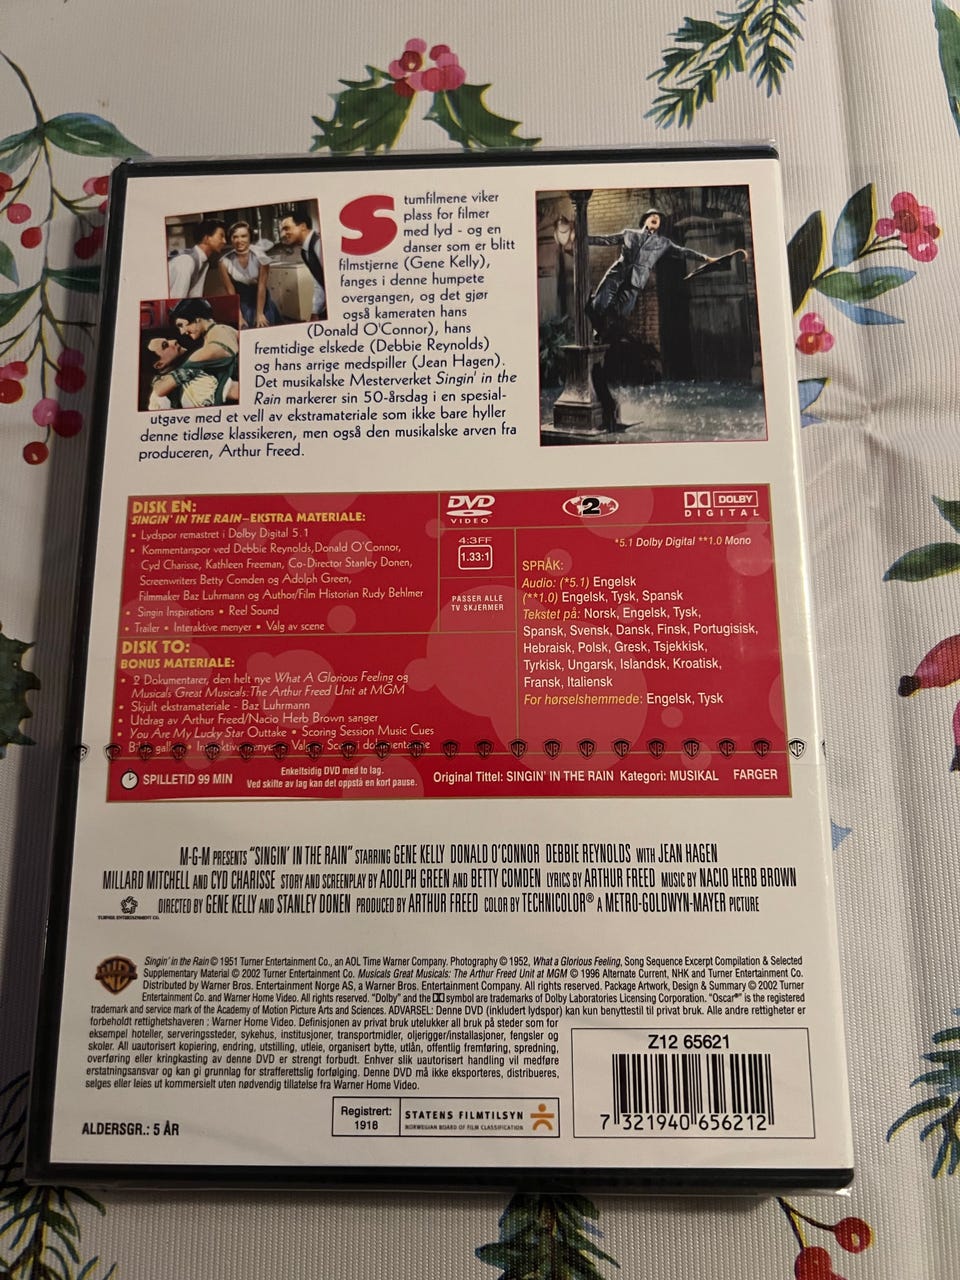 Stumfilmene viker
plass for filmer
med lyd - og en
danser som er blitt
filmstjerne (Gene Kelly),
fanges i denne humpete
overgangen, og det gjør
også kameraten hans
(Donald O'Connor), hans
fremtidige elskede (Debbie Reynolds)
og hans arrige medspiller (Jean Hagen).
Det musikalske Mesterverket Singin' in the
Rain markerer sin 50-årsdag i en spesial-
utgave med et vell av ekstramateriale som ikke bare hyller
denne tidløse klassikeren, men også den musikalske arven fra
produceren, Arthur Freed.
DISK EN:
SINGIN' IN THE RAIN–EKSTRA MATERIALE:
• Lydspor remastret i Dolby Digital 5.1
• Kommentarspor ved Debbie Reynolds,Donald O'Connor,
Cyd Charisse, Kathleen Freeman, Co-Director Stanley Donen,
Screenwriters Betty Comden og Adolph Green,
Filmaker Baz Luhrmann og Author/Film Historian Rudy Behlmer
• Singin Inspirations • Reel Sound
• Trailer • Interaktive menyer • Valg av scene
DISK TO:
BONUS MATERIALE:
• 2 Dokumentarer, den helt nye What A Glorious Feeling og
Musicals Great Musicals:The Arthur Freed Unit at MGM
• Skjult ekstramateriale - Baz Luhrmann
• Utdrag av Arthur Freed/Nacio Herb Brown sanger
• You Are My Lucky Star Outtake • Scoring Session Music Cues
DVD
VIDEO
4:3FF
1.33:1
PASSER ALLE
TV SKJERMER
2
DOLBY
DIGITAL
*5.1 Dolby Digital **1.0 Mono
SPRÅK:
Audio: (*5.1) Engelsk
(**1.0) Engelsk, Tysk, Spansk
Tekstet på: Norsk, Engelsk, Tysk,
Spansk, Svensk, Dansk, Finsk, Portugisisk,
Hebraisk, Polsk, Gresk, Tsjekkisk,
Tyrkisk, Ungarsk, Islandsk, Kroatisk,
Fransk, Italiensk
For hørselshemmede: Engelsk, Tysk
SPILLETID 99 MIN
Enkeltsidig DVD med to lag.
Ved skifte av lag kan det oppstå en kort pause.
Original Tittel: SINGIN' IN THE RAIN Kategori: MUSIKAL FARGER
M-G-M PRESENTS "SINGIN' IN THE RAIN" STARRING GENE KELLY DONALD O'CONNOR DEBBIE REYNOLDS WITH JEAN HAGEN
MILLARD MITCHELL AND CYD CHARISSE STORY AND SCREENPLAY BY ADOLPH GREEN AND BETTY COMDEN LYRICS BY ARTHUR FREED MUSIC BY NACIO HERB BROWN
DIRECTED BY GENE KELLY AND STANLEY DONEN PRODUCED BY ARTHUR FREED COLOR BY TECHNICOLOR® A METRO-GOLDWYN-MAYER PICTURE
TURNER ENTERTAINMENT CO.
Singin' in the Rain © 1951 Turner Entertainment Co., an AOL Time Warner Company. Photography © 1952, What a Glorious Feeling, Song Sequence Excerpt Compilation & Selected
Supplementary Material © 2002 Turner Entertainment Co. Musicals Great Musicals: The Arthur Freed Unit at MGM © 1996 Alternate Current, NHK and Turner Entertainment Co.
Distributed by Warner Bros. Entertainment Norge AS, a Warner Bros. Entertainment Company. All rights reserved. Package Artwork, Design & Summary © 2002 Turner
Entertainment Co. and Warner Home Video. All rights reserved. "Dolby" and the symbol are trademarks of Dolby Laboratories Licensing Corporation. "Oscar®" is the registered
trademark and service mark of the Academy of Motion Picture Arts and Sciences. ADVARSEL: Denne DVD (inkludert lydspor) kan kun benyttestil til privat bruk. Alle andre rettigheter er
forbeholdt rettighetshaveren : Warner Home Video. Definisjonen av privat bruk utelukker all bruk på steder som for
eksempel hoteller, serveringssteder, sykehus, institusjoner, transportmidler, oljerigger/installasjoner, fengsler og
skoler. All uautorisert kopiering, endring, utstilling, utleie, organisert bytte, utlån, offentlig fremføring, spredning,
overføring eller kringkasting av denne DVD er strengt forbudt. Enhver slik uautorisert handling vil medføre
erstatningsansvar og kan gi grunnlag for strafferettslig forfølging. Denne DVD må ikke eksporteres, distribueres,
selges eller leies ut kommersielt uten nødvendig tillatelse fra Warner Home Video.
ALDERSGR.: 5 ÅR
Registrert:
1918
STATENS FILMTILSYN
NORWEGIAN BOARD OF FILM CLASSIFICATION
Z12 65621
7 321940 656212